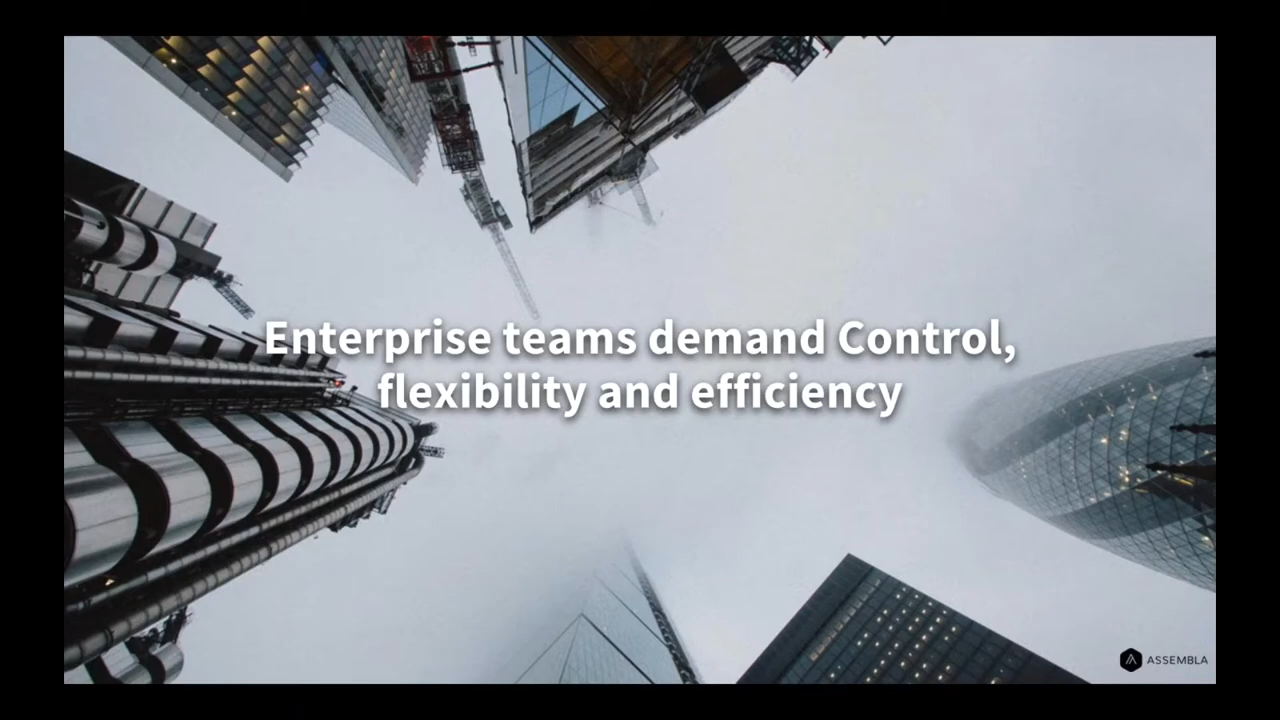 Enterprise teams demand Control,
flexibility and efficiency
ASSEMBLA